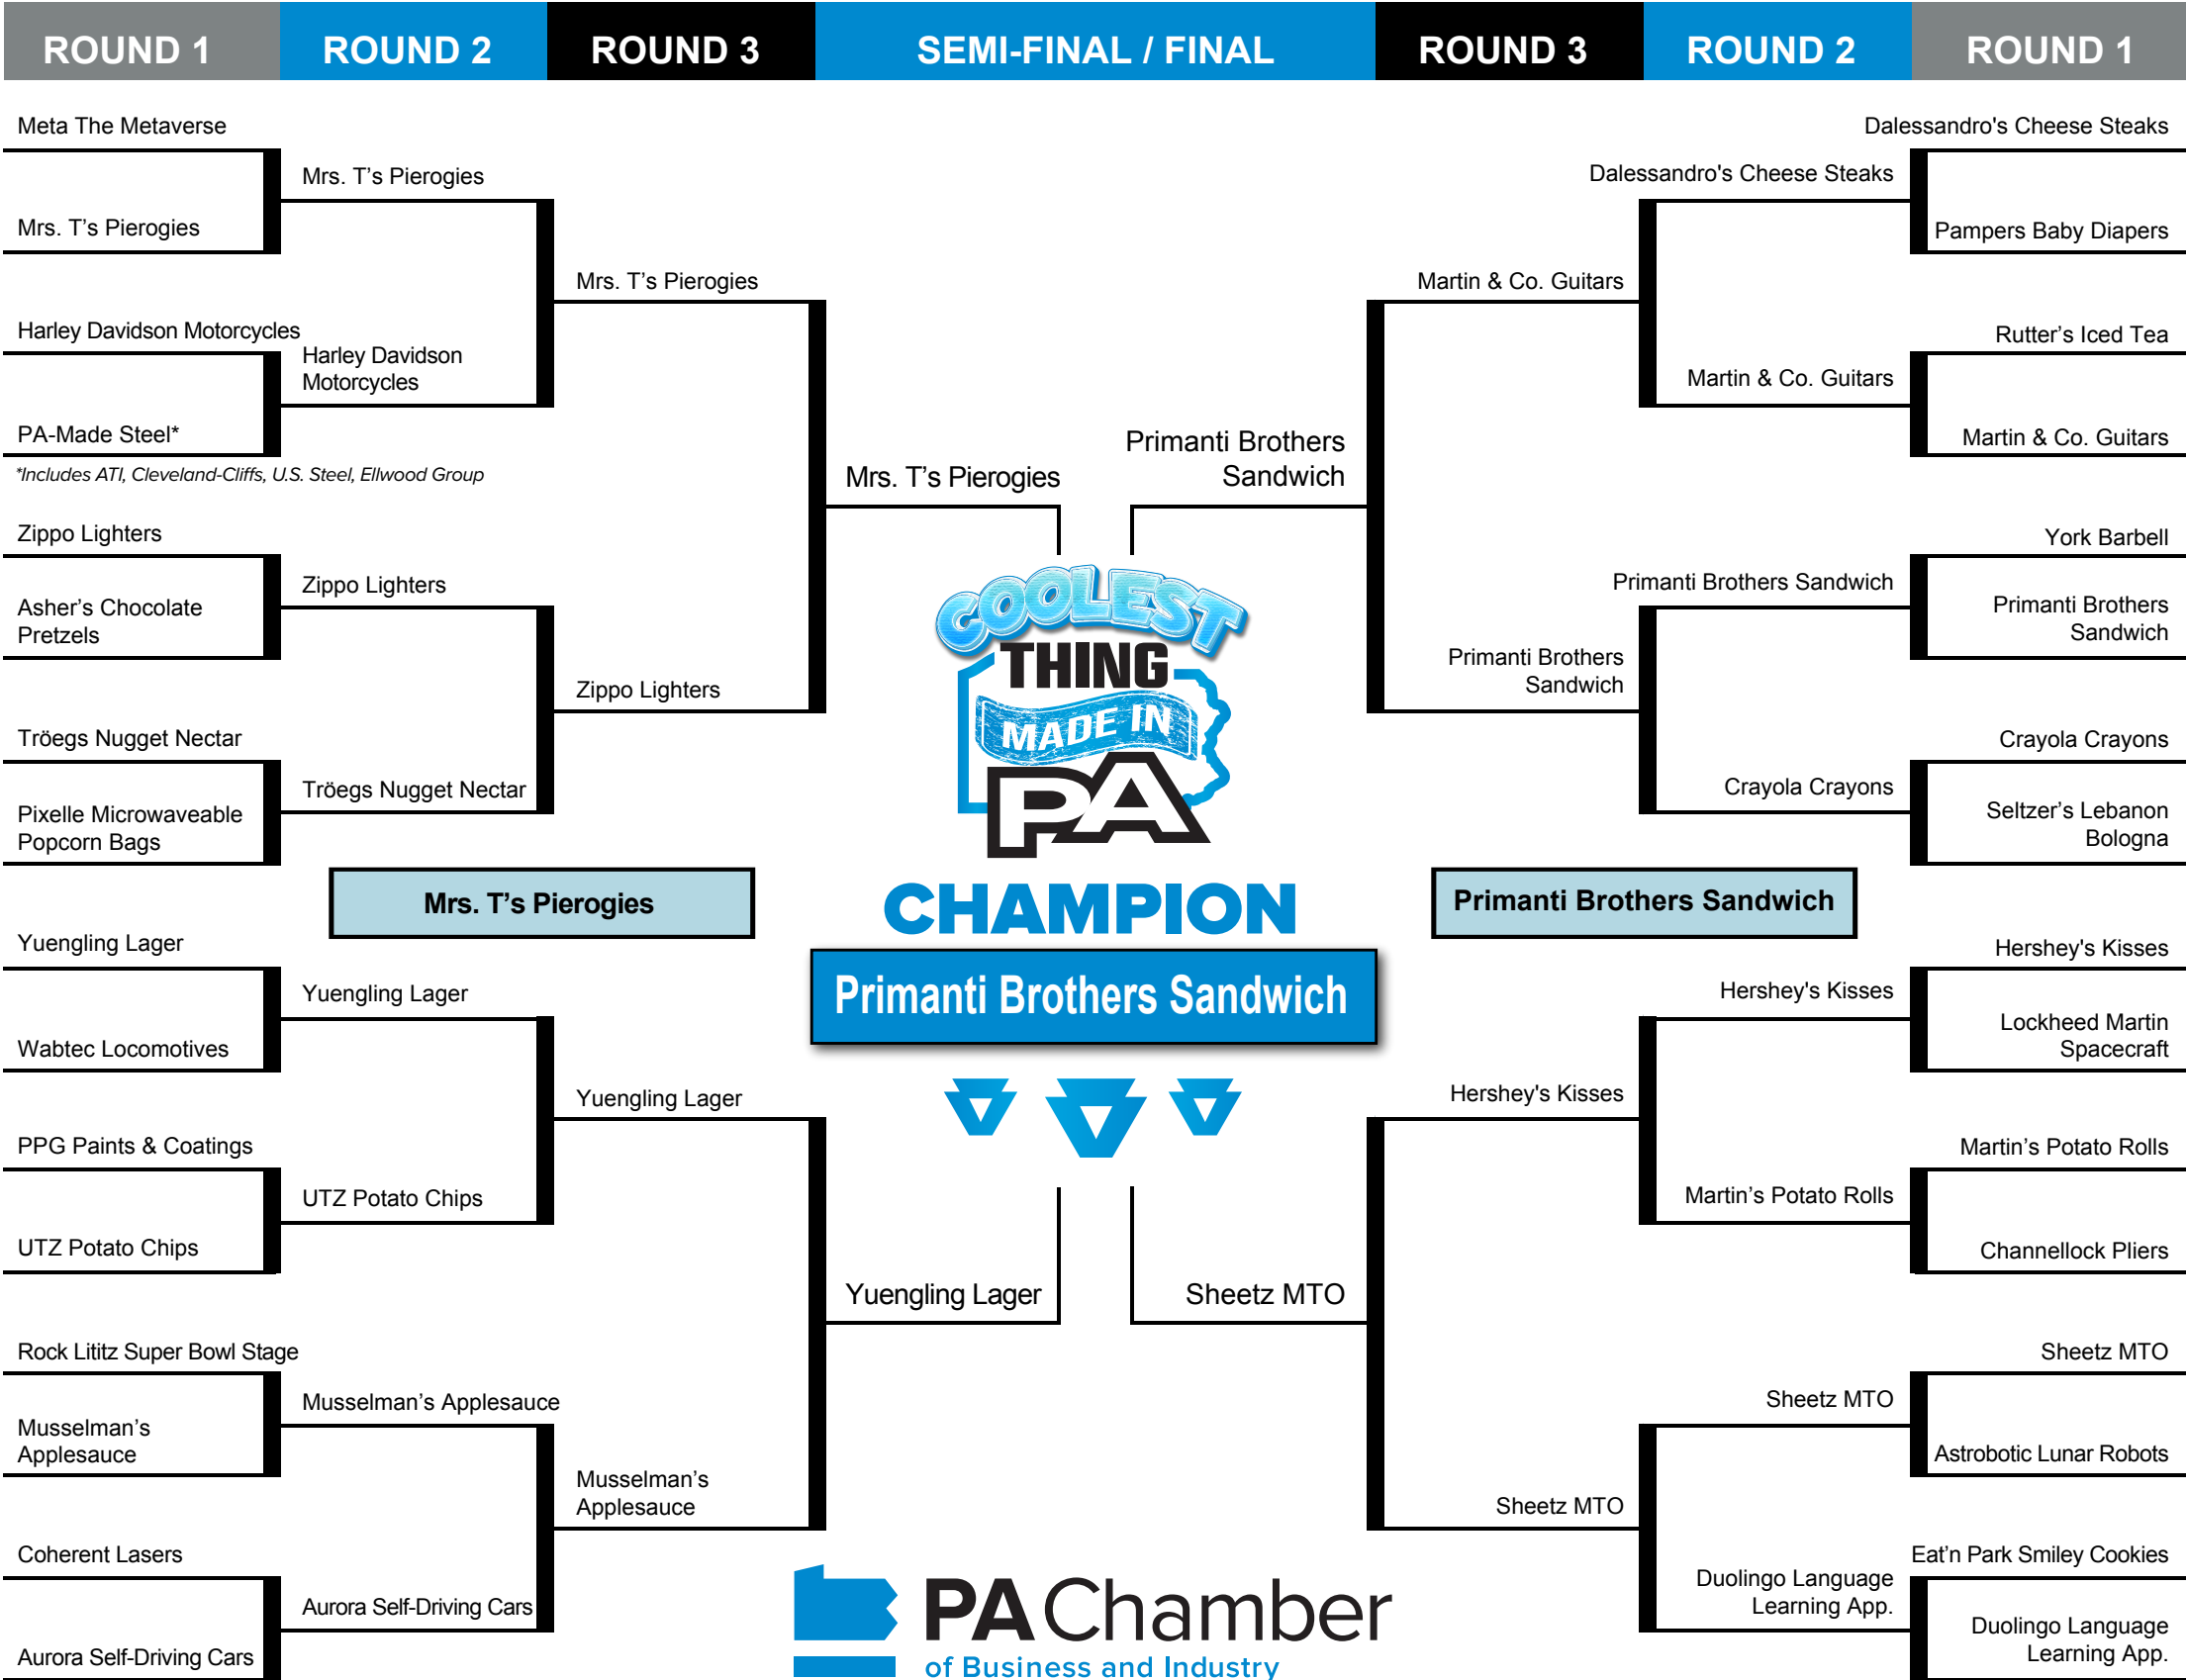 ROUND 1
ROUND 2
ROUND 3
SEMI-FINAL / FINAL
ROUND 3
ROUND 2
ROUND 1
Meta The Metaverse
Mrs. T’s Pierogies
Harley Davidson Motorcycles
PA-Made Steel*
*Includes ATI, Cleveland-Cliffs, U.S. Steel, Ellwood Group
Zippo Lighters
Asher’s Chocolate
Pretzels
Tröegs Nugget Nectar
Pixelle Microwaveable
Popcorn Bags
Yuengling Lager
Wabtec Locomotives
PPG Paints & Coatings
UTZ Potato Chips
Rock Lititz Super Bowl Stage
Musselman’s
Applesauce
Coherent Lasers
Aurora Self-Driving Cars
Mrs. T’s Pierogies
Harley Davidson
Motorcycles
Zippo Lighters
Tröegs Nugget Nectar
Yuengling Lager
UTZ Potato Chips
Musselman’s Applesauce
Aurora Self-Driving Cars
Mrs. T’s Pierogies
Zippo Lighters
Mrs. T's Pierogies
Yuengling Lager
Musselman’s
Applesauce
Mrs. T’s Pierogies
Yuengling Lager
Primanti Brothers
Sandwich
Sheetz MTO
COOLEST
THING
MADE IN
PA
CHAMPION
Primanti Brothers Sandwich
Martin & Co. Guitars
Primanti Brothers
Sandwich
Primanti Brothers Sandwich
Hershey's Kisses
Sheetz MTO
Dalessandro's Cheese Steaks
Martin & Co. Guitars
Primanti Brothers Sandwich
Crayola Crayons
Hershey's Kisses
Martin’s Potato Rolls
Sheetz MTO
Duolingo Language
Learning App.
Dalessandro's Cheese Steaks
Pampers Baby Diapers
Rutter’s Iced Tea
Martin & Co. Guitars
York Barbell
Primanti Brothers
Sandwich
Crayola Crayons
Seltzer’s Lebanon
Bologna
Hershey's Kisses
Lockheed Martin
Spacecraft
Martin’s Potato Rolls
Channellock Pliers
Sheetz MTO
Astrobotic Lunar Robots
Eat’n Park Smiley Cookies
Duolingo Language
Learning App.
PAChamber
of Business and Industry